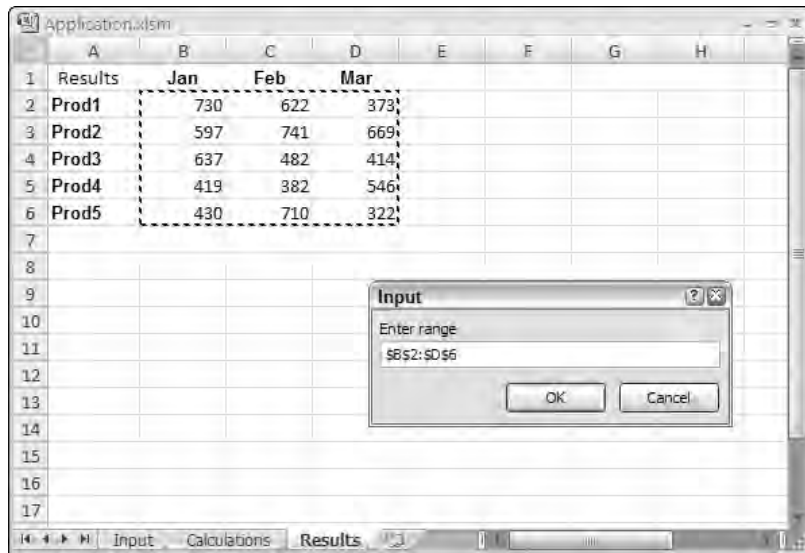 Application.xlsm
A B C D E F G H
1 Results Jan Feb Mar
2 Prod1 730 622 373
3 Prod2 597 741 669
4 Prod3 637 482 414
5 Prod4 419 382 546
6 Prod5 430 710 322
7
8
9
10
11
12
13
14
15
16
17
Input
Enter range
$B$2:$D$6
OK Cancel
Input Calculations Results